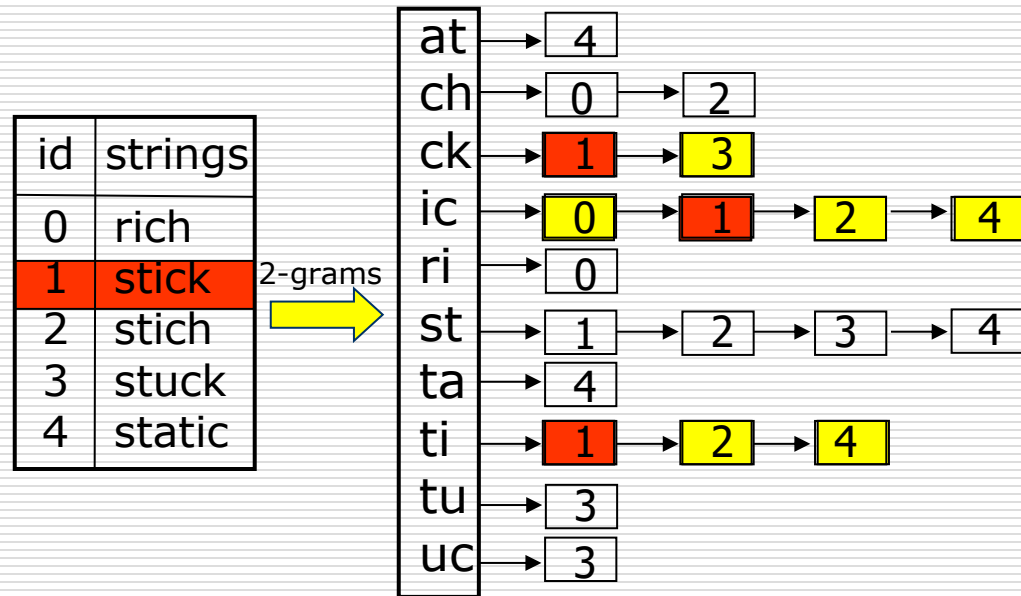 id strings
0 rich
1 stick
2 stich
3 stuck
4 static
2-grams
at 4
ch 0 2
ck 1 3
ic 0 1 2 4
ri 0
st 1 2 3 4
ta 4
ti 1 2 4
tu 3
uc 3